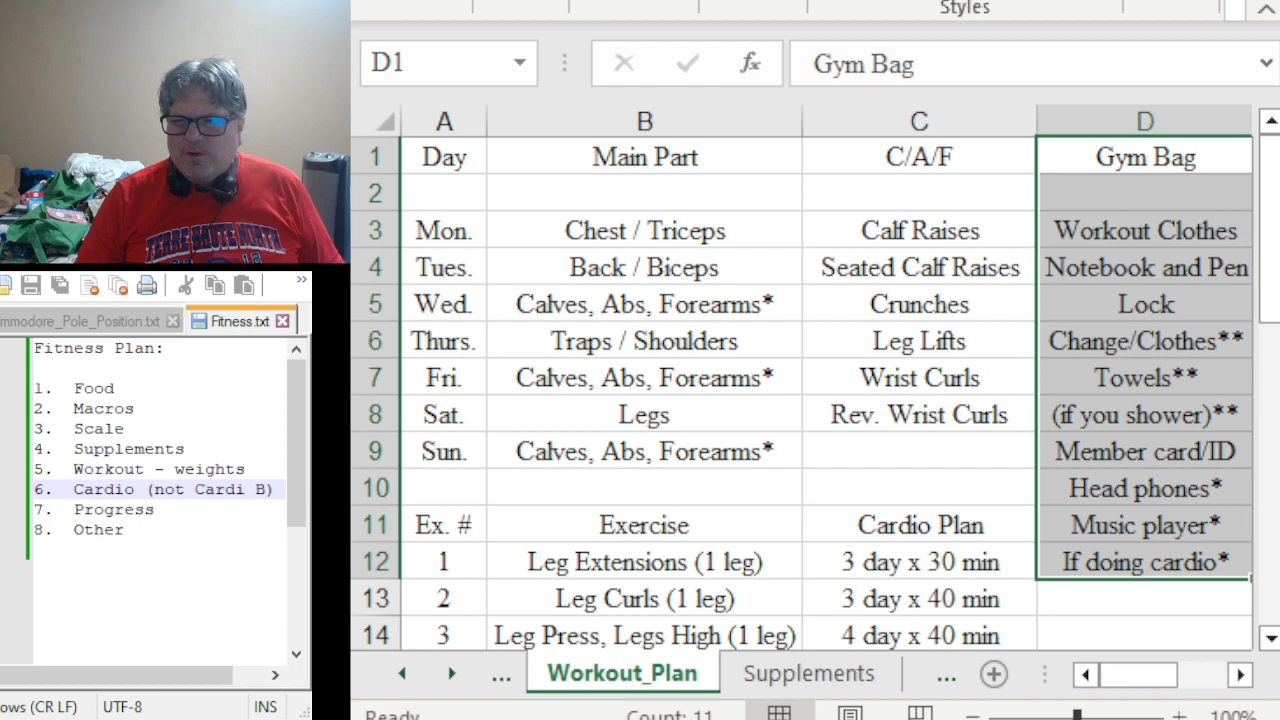 Styles
D1
fx
Gym Bag
A B C D
1 Day Main Part C/A/F Gym Bag
2
3 Mon. Chest / Triceps Calf Raises Workout Clothes
4 Tues. Back / Biceps Seated Calf Raises Notebook and Pen
5 Wed. Calves, Abs, Forearms* Crunches Lock
6 Thurs. Traps / Shoulders Leg Lifts Change/Clothes**
7 Fri. Calves, Abs, Forearms* Wrist Curls Towels**
8 Sat. Legs Rev. Wrist Curls (if you shower)**
9 Sun. Calves, Abs, Forearms* Member card/ID
10 Head phones*
11 Ex. # Exercise Cardio Plan Music player*
12 1 Leg Extensions (1 leg) 3 day x 30 min If doing cardio*
13 2 Leg Curls (1 leg) 3 day x 40 min
14 3 Leg Press, Legs High (1 leg) 4 day x 40 min
... Workout_Plan Supplements ...
Ready Count: 11 100%
TERRE HAUTE NORTH
mmodore_Pole_Position.txt Fitness.txt
Fitness Plan:
1. Food
2. Macros
3. Scale
4. Supplements
5. Workout - weights
6. Cardio (not Cardi B)
7. Progress
8. Other
ows (CR LF) UTF-8 INS